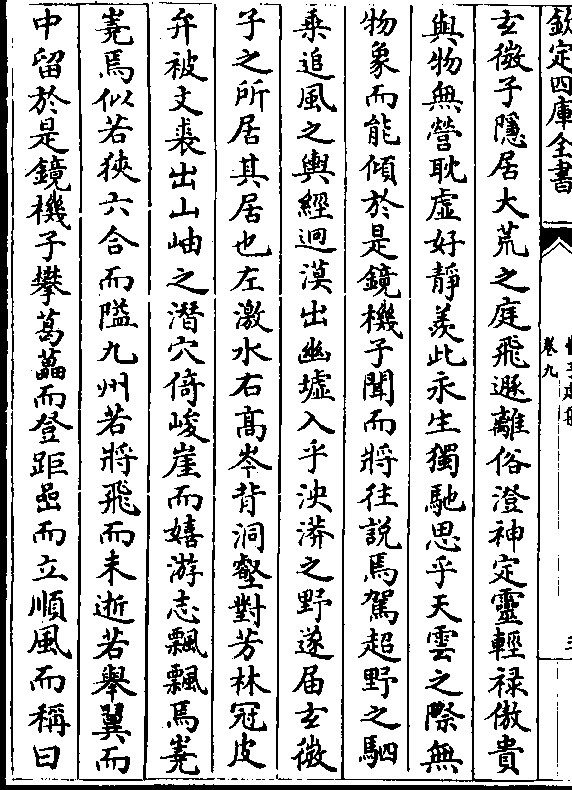 欽定四庫全書
卷九
玄微子隱居大荒之庭飛遯離俗澄神定靈輕禄傲貴
與物無營耽虛好靜羨此永生獨馳思乎天雲之際無
物象而能傾於是鏡機子聞而將往説焉駕超野之駟
乘追風之輿經迥漠出幽墟入乎泱漭之野遂届玄微
子之所居其居也左激水右高岑背洞壑對芳林冠皮
弁被文裘出山岫之潛穴倚峻崖而嬉游志飄飄焉嶤
嶤焉似若狹六合而隘九州若將飛而未逝若舉翼而
中留於是鏡機子攀葛藟而登距喦而立順風而稱曰